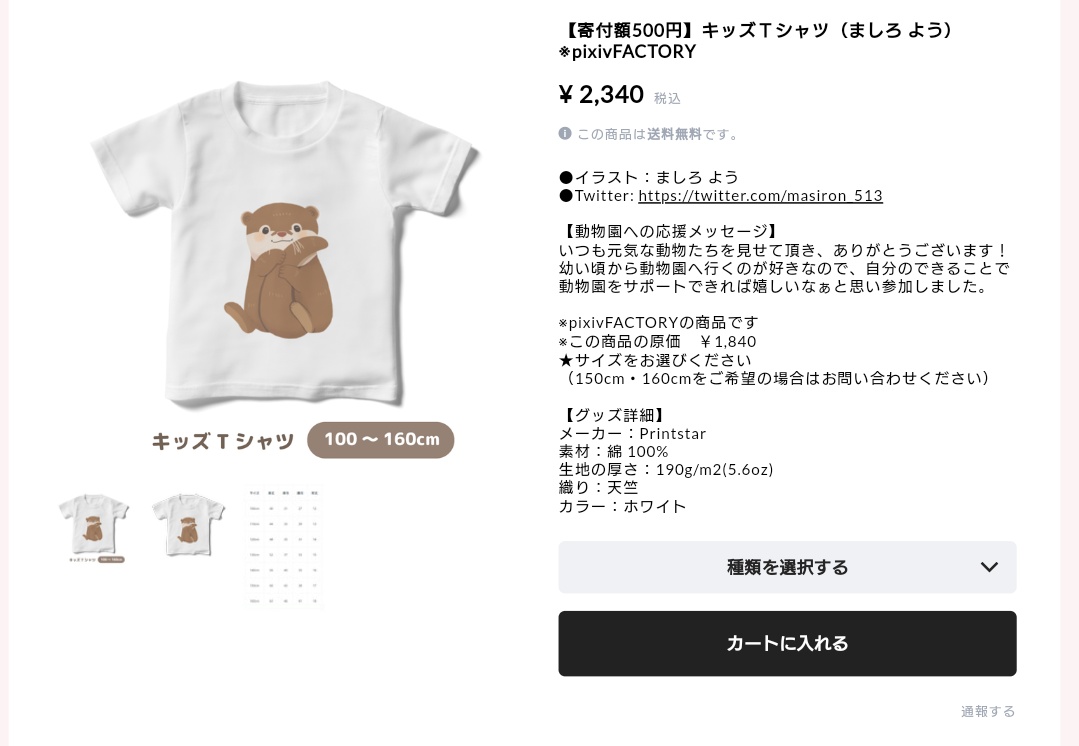 【寄付額500円】キッズTシャツ（ましろ よう）
※pixivFACTORY
¥ 2,340 税込
この商品は送料無料です。
●イラスト：ましろ よう
●Twitter: https://twitter.com/masiron_513
【動物園への応援メッセージ】
いつも元気な動物たちを見せて頂き、ありがとうございます！
幼い頃から動物園へ行くのが好きなので、自分のできることで
動物園をサポートできれば嬉しいなぁと思い参加しました。
※pixivFACTORYの商品です
※この商品の原価　￥1,840
★サイズをお選びください
（150cm・160cmをご希望の場合はお問い合わせください）
【グッズ詳細】
メーカー：Printstar
素材：綿 100%
生地の厚さ：190g/m2(5.6oz)
織り：天竺
カラー：ホワイト
種類を選択する
カートに入れる
通報する
キッズ T シャツ 100 〜 160cm